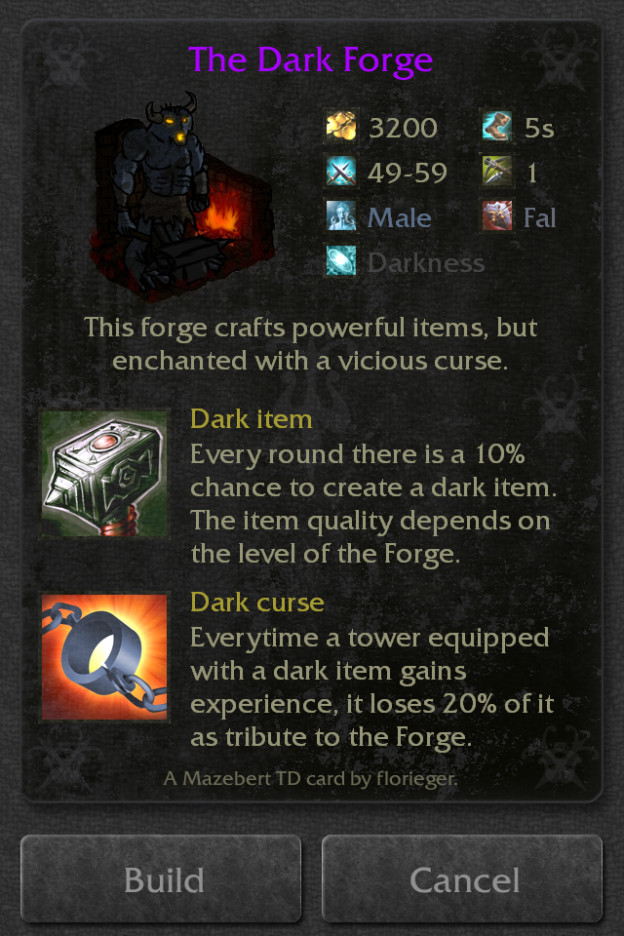 The Dark Forge
3200 5s
49-59 1
Male Fal
Darkness
This forge crafts powerful items, but
enchanted with a vicious curse.
Dark item
Every round there is a 10%
chance to create a dark item.
The item quality depends on
the level of the Forge.
Dark curse
Everytime a tower equipped
with a dark item gains
experience, it loses 20% of it
as tribute to the Forge.
A Mazebert TD card by florieger.
Build Cancel